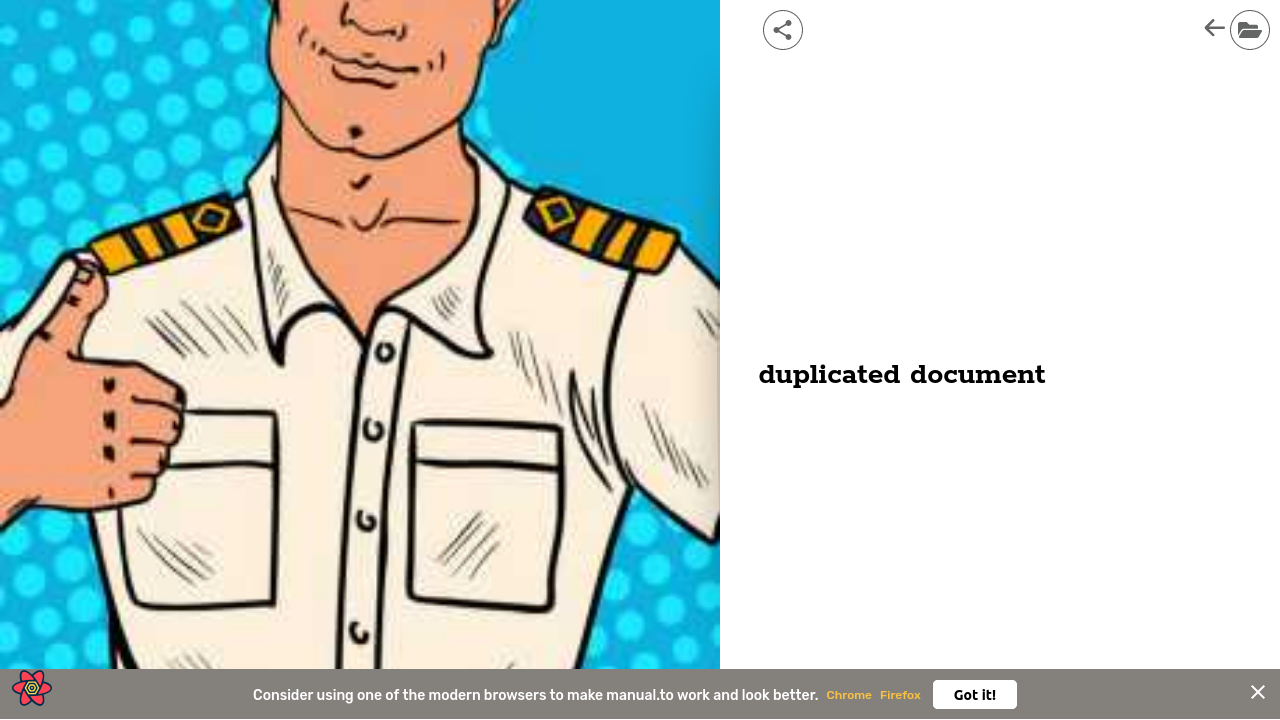 duplicated document
Consider using one of the modern browsers to make manual.to work and look better. Chrome Firefox Got it!